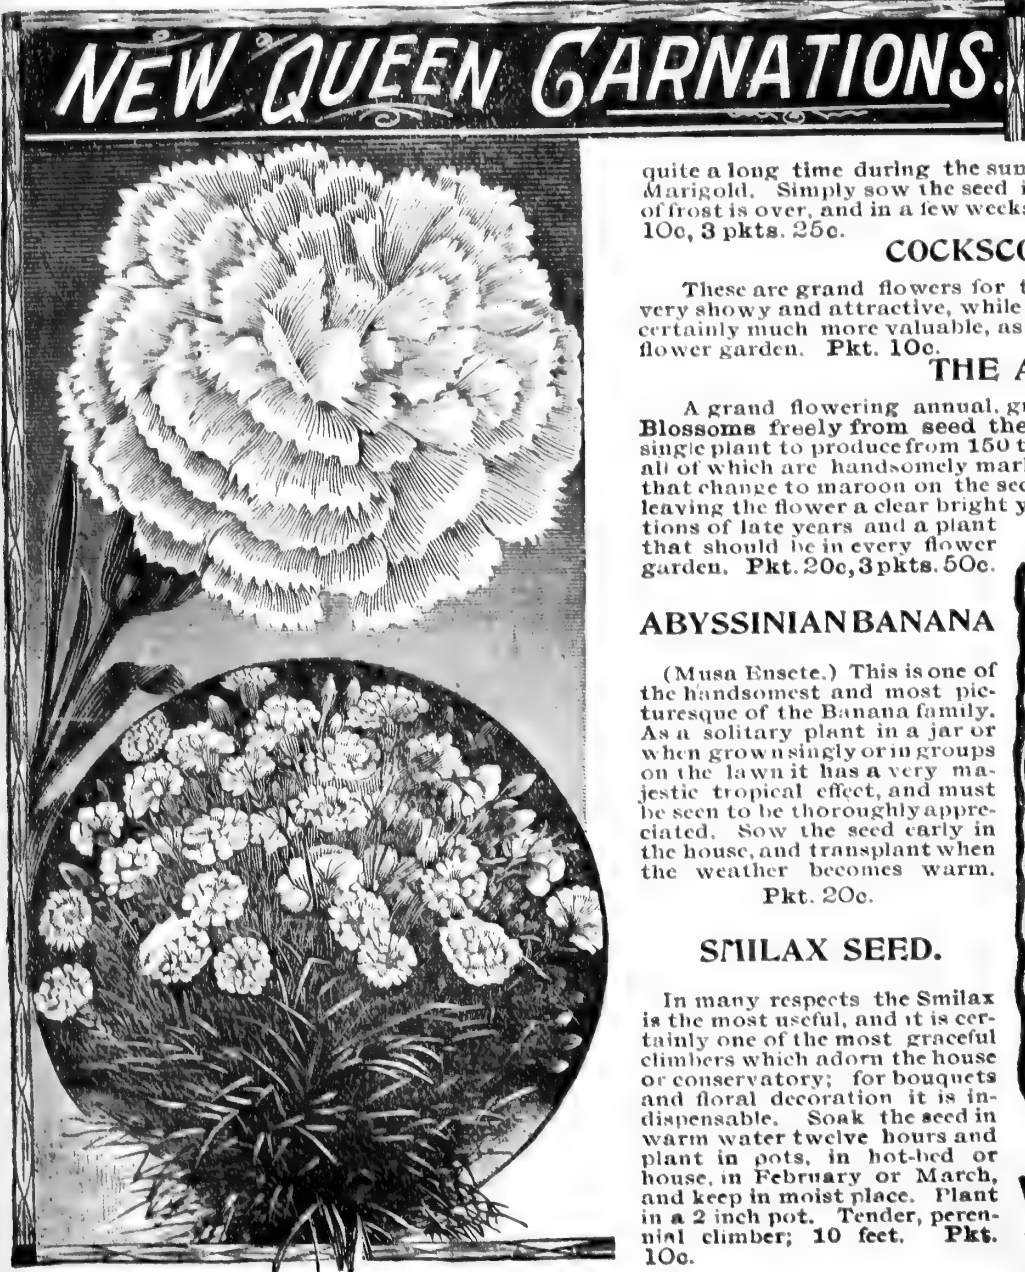 NEW QUEEN CARNATIONS.
quite a long time during the sum
Marigold. Simply sow the seed i
of frost is over, and in a few weeks
10c, 3 pkts. 25c.
COCKSCO
These are grand flowers for t
very showy and attractive, while
certainly much more valuable, as
flower garden. Pkt. 10c.
THE A
A grand flowering annual, gr
Blossoms freely from seed the
single plant to produce from 150 t
all of which are handsomely mark
that change to maroon on the sec
leaving the flower a clear bright y
tions of late years and a plant
that should be in every flower
garden. Pkt. 20c, 3 pkts. 50c.
ABYSSINIAN BANANA
(Musa Ensete.) This is one of
the handsomest and most pic-
turesque of the Banana family.
As a solitary plant in a jar or
when grown singly or in groups
on the lawn it has a very ma-
jestic tropical effect, and must
be seen to be thoroughly appre-
ciated. Sow the seed early in
the house, and transplant when
the weather becomes warm.
Pkt. 20c.
SMILAX SEED.
In many respects the Smilax
is the most useful, and it is cer-
tainly one of the most graceful
climbers which adorn the house
or conservatory; for bouquets
and floral decoration it is in-
dispensable. Soak the seed in
warm water twelve hours and
plant in pots, in hot-bed or
house, in February or March,
and keep in moist place. Plant
in a 2 inch pot. Tender, peren-
nial climber; 10 feet. Pkt.
10c.